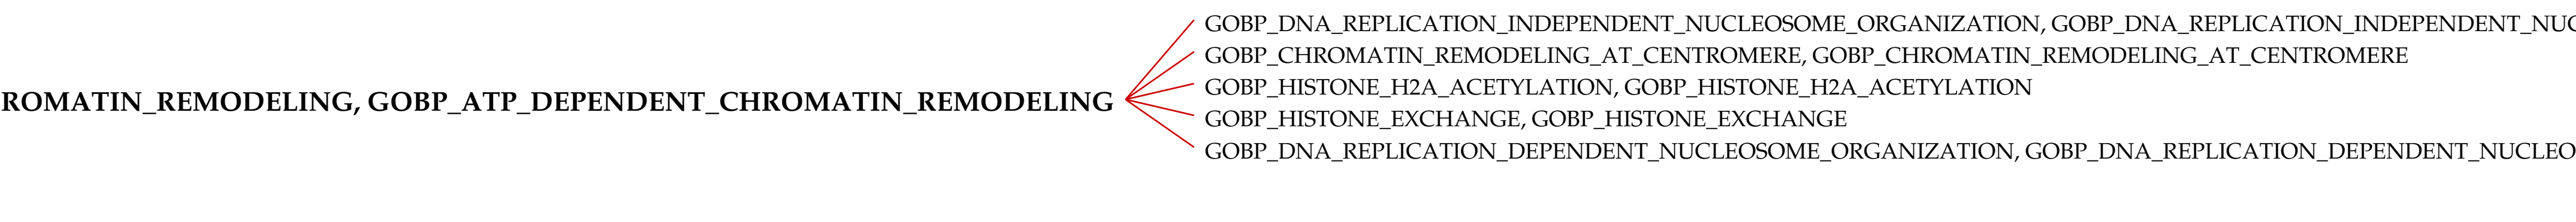 GOBP_DNA_REPLICATION_INDEPENDENT_NUCLEOSOME_ORGANIZATION, GOBP_DNA_REPLICATION_INDEPENDENT_NUC
GOBP_CHROMATIN_REMODELING_AT_CENTROMERE, GOBP_CHROMATIN_REMODELING_AT_CENTROMERE
GOBP_HISTONE_H2A_ACETYLATION, GOBP_HISTONE_H2A_ACETYLATION
ROMATIN_REMODELING, GOBP_ATP_DEPENDENT_CHROMATIN_REMODELING
GOBP_HISTONE_EXCHANGE, GOBP_HISTONE_EXCHANGE
GOBP_DNA_REPLICATION_DEPENDENT_NUCLEOSOME_ORGANIZATION, GOBP_DNA_REPLICATION_DEPENDENT_NUCLEO